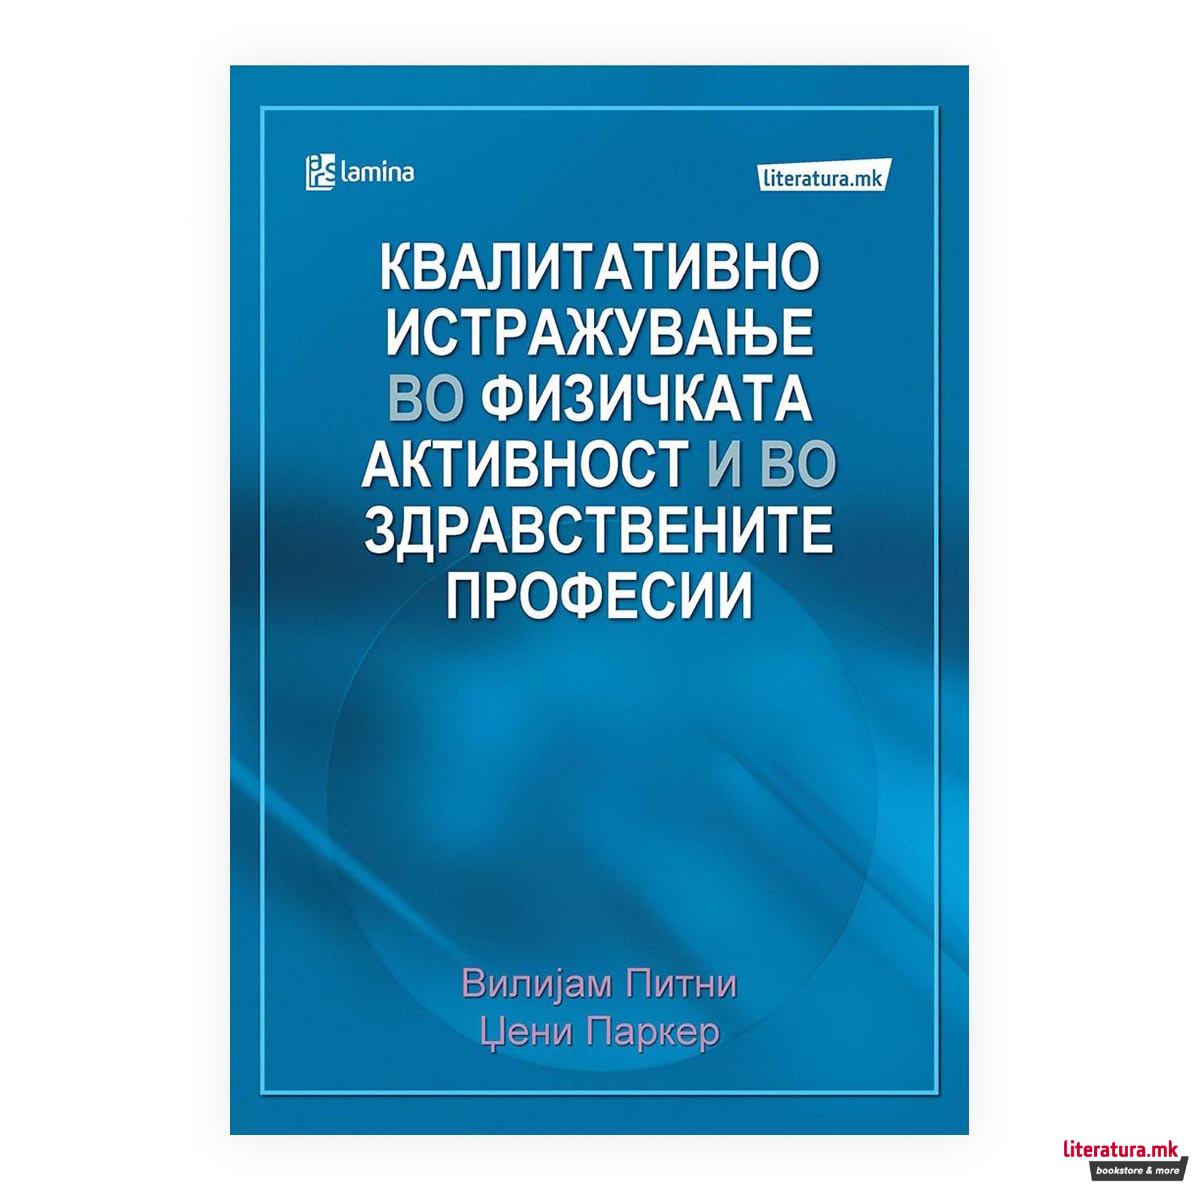 ars lamina
literatura.mk
КВАЛИТАТИВНО
ИСТРАЖУВАЊЕ
ВО ФИЗИЧКАТА
АКТИВНОСТ И ВО
ЗДРАВСТВЕНИТЕ
ПРОФЕСИИ
Вилијам Питни
Џени Паркер
literatura.mk
bookstore & more